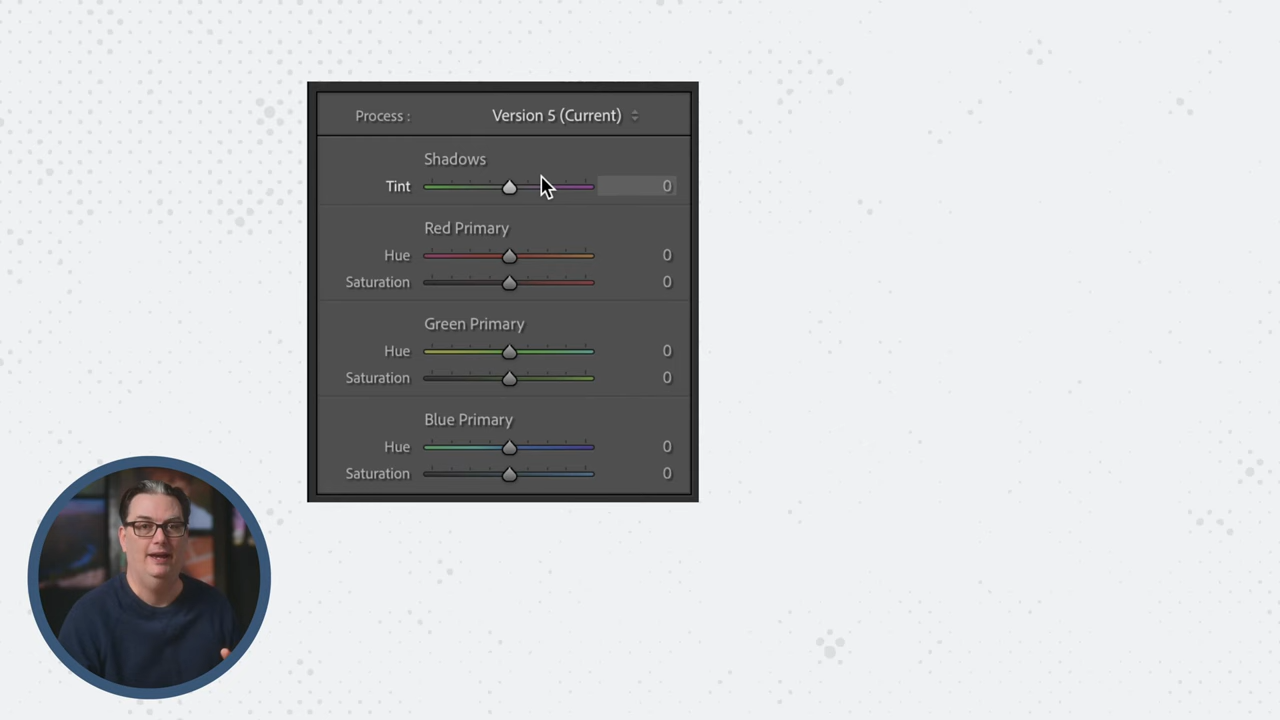 Process : Version 5 (Current)
Shadows
Tint 0
Red Primary
Hue 0
Saturation 0
Green Primary
Hue 0
Saturation 0
Blue Primary
Hue 0
Saturation 0